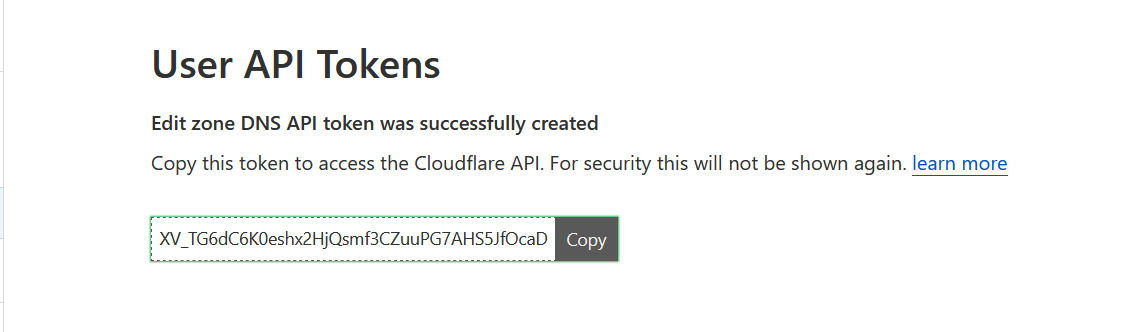 User API Tokens
Edit zone DNS API token was successfully created
Copy this token to access the Cloudflare API. For security this will not be shown again. learn more
XV_TG6dC6K0eshx2HjQsmf3CZuuPG7AHS5JfOcaD Copy